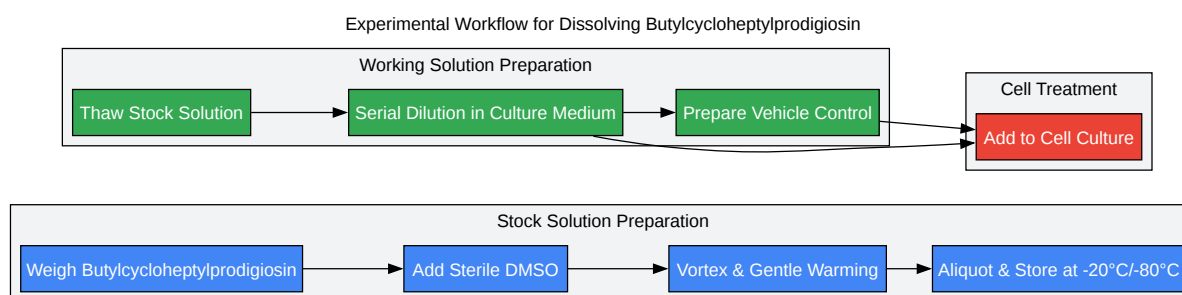 Experimental Workflow for Dissolving Butylcycloheptylprodigiosin
Working Solution Preparation
Thaw Stock Solution
Serial Dilution in Culture Medium
Prepare Vehicle Control
Cell Treatment
Add to Cell Culture
Stock Solution Preparation
Weigh Butylcycloheptylprodigiosin
Add Sterile DMSO
Vortex & Gentle Warming
Aliquot & Store at -20°C/-80°C